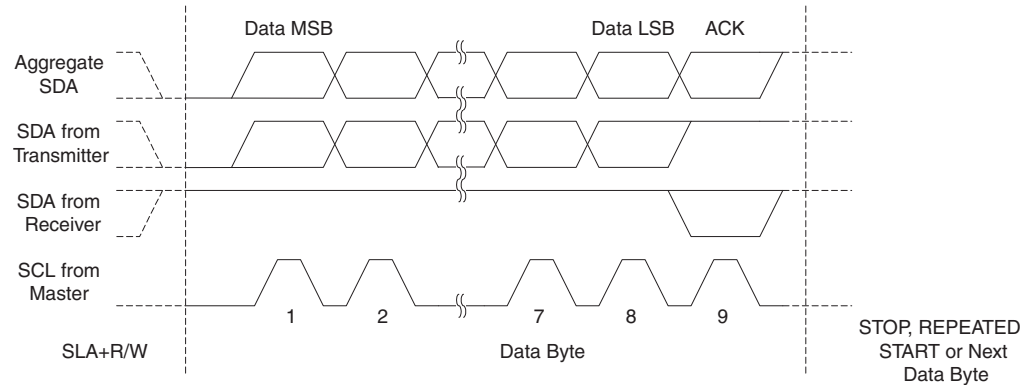 Data MSB
Data LSB
ACK
Aggregate
SDA
SDA from
Transmitter
SDA from
Receiver
SCL from
Master
1
2
7
8
9
SLA+R/W
Data Byte
STOP, REPEATED
START or Next
Data Byte